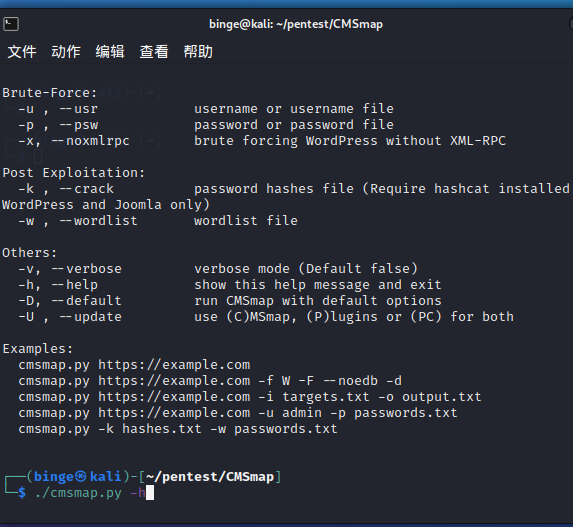 binge@kali: ~/pentest/CMSmap
文件 动作 编辑 查看 帮助
Brute-Force:
-u , --usr username or username file
-p , --psw password or password file
-x, --noxmlrpc brute forcing WordPress without XML-RPC
Post Exploitation:
-k , --crack password hashes file (Require hashcat installed
WordPress and Joomla only)
-w , --wordlist wordlist file
Others:
-v, --verbose verbose mode (Default false)
-h, --help show this help message and exit
-D, --default run CMSmap with default options
-U , --update use (C)MSmap, (P)lugins or (PC) for both
Examples:
cmsmap.py https://example.com
cmsmap.py https://example.com -f W -F --noedb -d
cmsmap.py https://example.com -i targets.txt -o output.txt
cmsmap.py https://example.com -u admin -p passwords.txt
cmsmap.py -k hashes.txt -w passwords.txt
┌──(binge㉿kali)-[~/pentest/CMSmap]
└─$ ./cmsmap.py -h